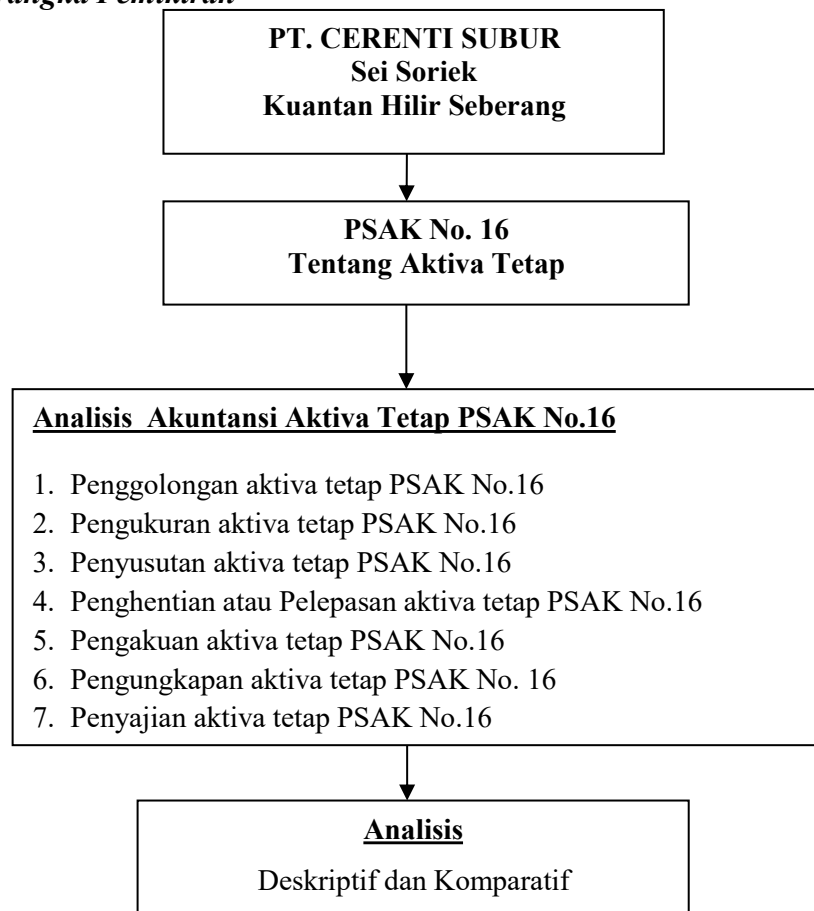 Pemikiran
PT. CERENTI SUBUR
Sei Soriek
Kuantan Hilir Seberang
PSAK No. 16
Tentang Aktiva Tetap
Analisis Akuntansi Aktiva Tetap PSAK No.16
1. Penggolongan aktiva tetap PSAK No.16
2. Pengukuran aktiva tetap PSAK No.16
3. Penyusutan aktiva tetap PSAK No.16
4. Penghentian atau Pelepasan aktiva tetap PSAK No.16
5. Pengakuan aktiva tetap PSAK No.16
6. Pengungkapan aktiva tetap PSAK No. 16
7. Penyajian aktiva tetap PSAK No.16
Analisis
Deskriptif dan Komparatif